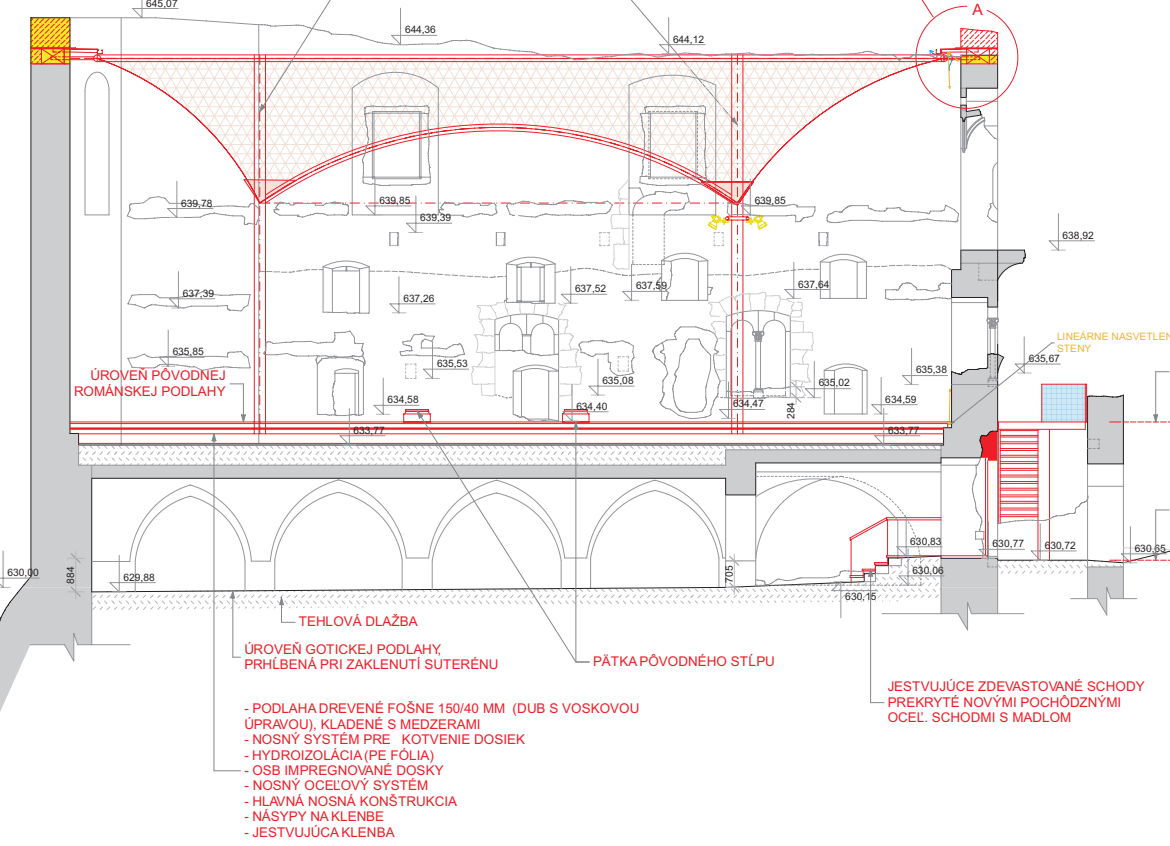 645,07
644,36
644,12
A
639,78
639,85
639,39
639,85
638,92
637,39
637,26
637,52
637,59
637,64
LINEÁRNE NASVETLEN
STENY
635,85
635,53
635,08
635,02
635,38
635,67
ÚROVEŇ PÔVODNEJ
ROMÁNSKEJ PODLAHY
634,58
634,40
634,47
284
634,59
633,77
633,77
630,00
884
629,88
705
630,15
630,83
630,06
630,77
630,72
630,65
TEHLOVÁ DLAŽBA
ÚROVEŇ GOTICKEJ PODLAHY,
PRHĹBENÁ PRI ZAKLENUTÍ SUTERÉNU
PÄTKA PÔVODNÉHO STĹPU
JESTVUJÚCE ZDEVASTOVANÉ SCHODY
PREKRYTÉ NOVÝMI POCHÔDZNÝMI
OCEĽ. SCHODMI S MADLOM
- PODLAHA DREVENÉ FOŠNE 150/40 MM (DUB S VOSKOVOU
ÚPRAVOU), KLADENÉ S MEDZERAMI
- NOSNÝ SYSTÉM PRE KOTVENIE DOSIEK
- HYDROIZOLÁCIA (PE FÓLIA)
- OSB IMPREGNOVANÉ DOSKY
- NOSNÝ OCEĽOVÝ SYSTÉM
- HLAVNÁ NOSNÁ KONŠTRUKCIA
- NÁSYPY NA KLENBE
- JESTVUJÚCA KLENBA